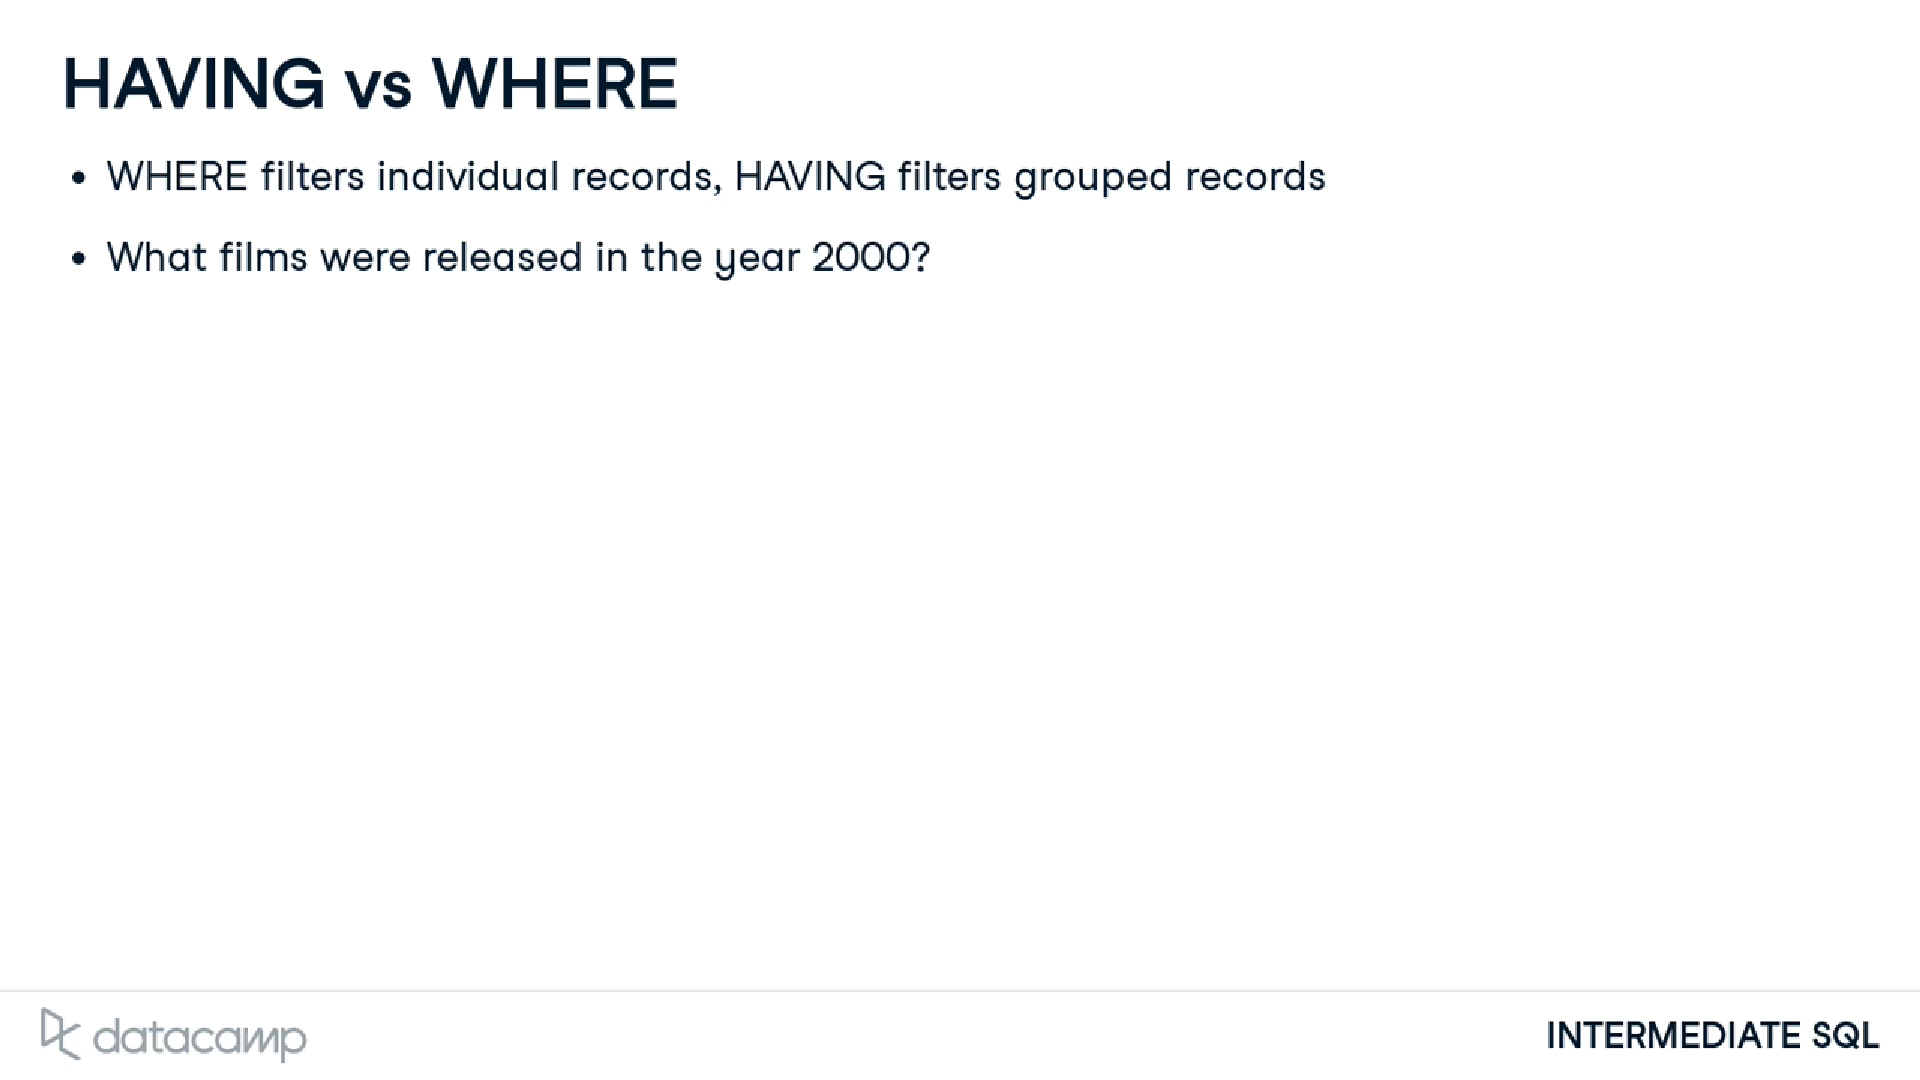 HAVING vs WHERE
• WHERE filters individual records, HAVING filters grouped records
• What films were released in the year 2000?
datacamp
INTERMEDIATE SQL